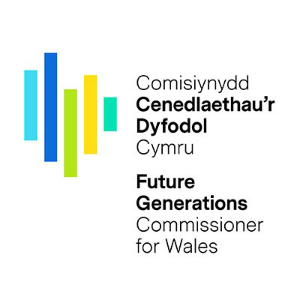 Comisiynydd
Cenedlaethau'r
Dyfodol
Cymru
Future
Generations
Commissioner
for Wales